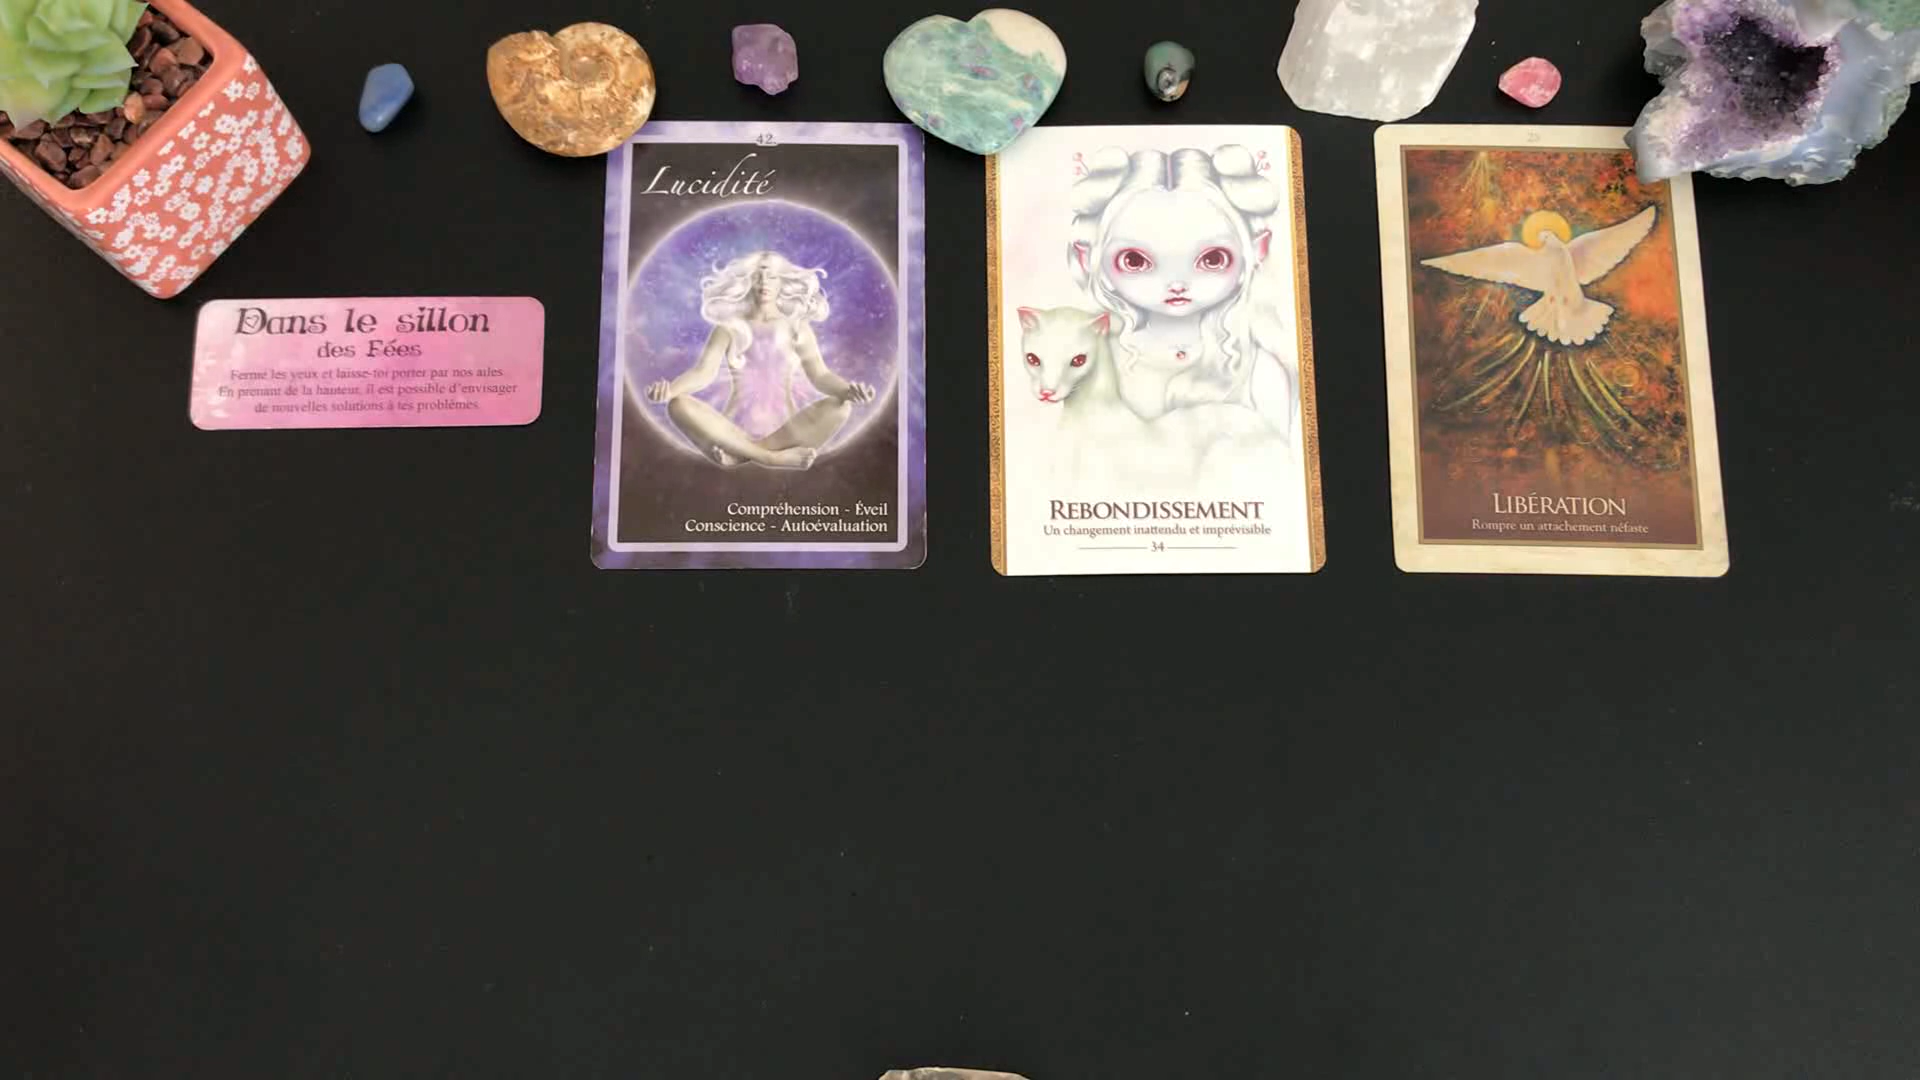 Dans le sillon
des Fées
Ferme les yeux et laisse-toi porter par nos ailes.
En prenant de la hauteur, il est possible d'envisager
de nouvelles solutions à tes problèmes.
42.
Lucidité
Compréhension - Éveil
Conscience - Autoévaluation
REBONDISSEMENT
Un changement inattendu et imprévisible
34
LIBÉRATION
Rompre un attachement néfaste